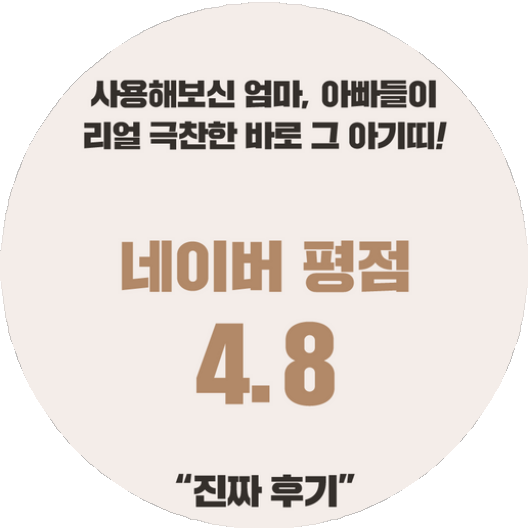 사용해보신 엄마, 아빠들이
리얼 극찬한 바로 그 아기띠!
네이버 평점
4.8
“진짜 후기”